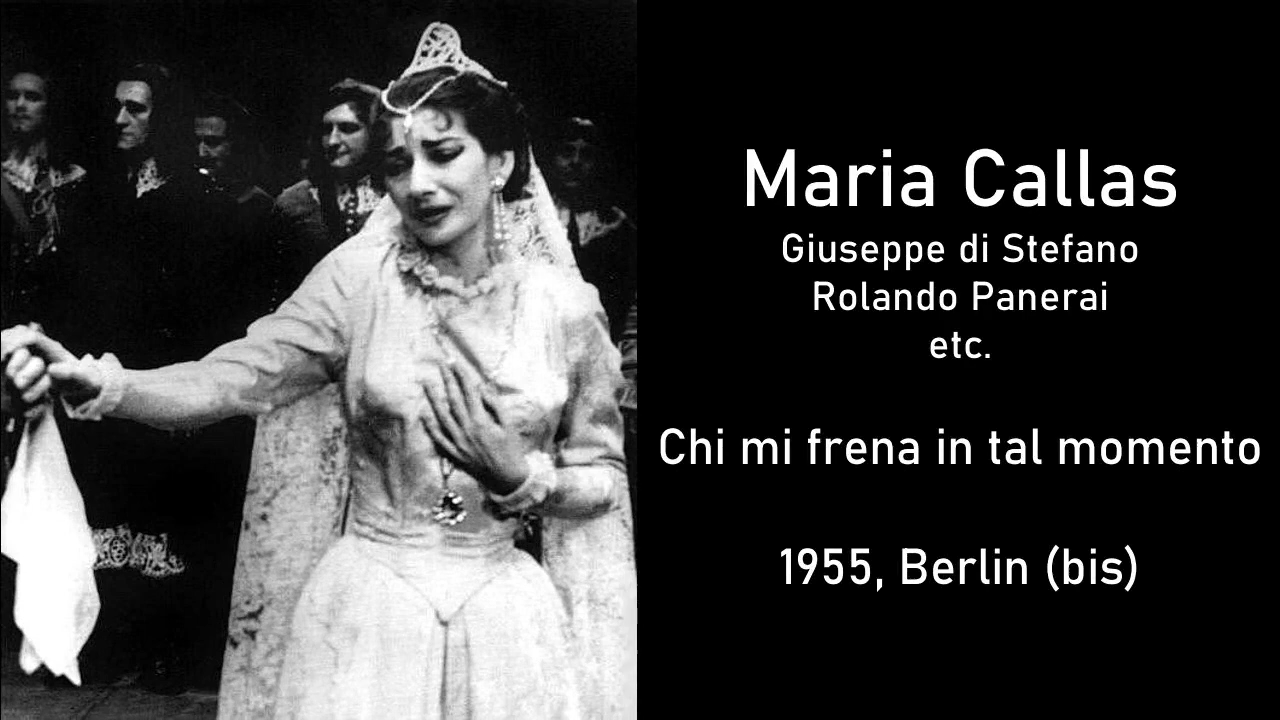 Maria Callas
Giuseppe di Stefano
Rolando Panerai
etc.
Chi mi frena in tal momento
1955, Berlin (bis)